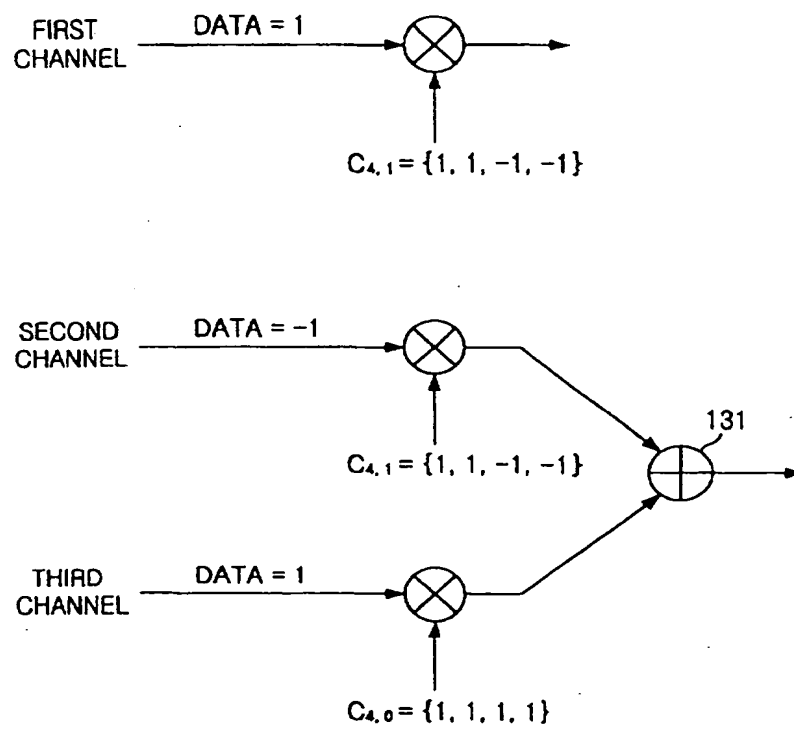 FIRST
CHANNEL
DATA = 1
C4, 1 = {1, 1, -1, -1}
SECOND
CHANNEL
DATA = -1
131
C4, 1 = {1, 1, -1, -1}
THIRD
CHANNEL
DATA = 1
C4, 0 = {1, 1, 1, 1}